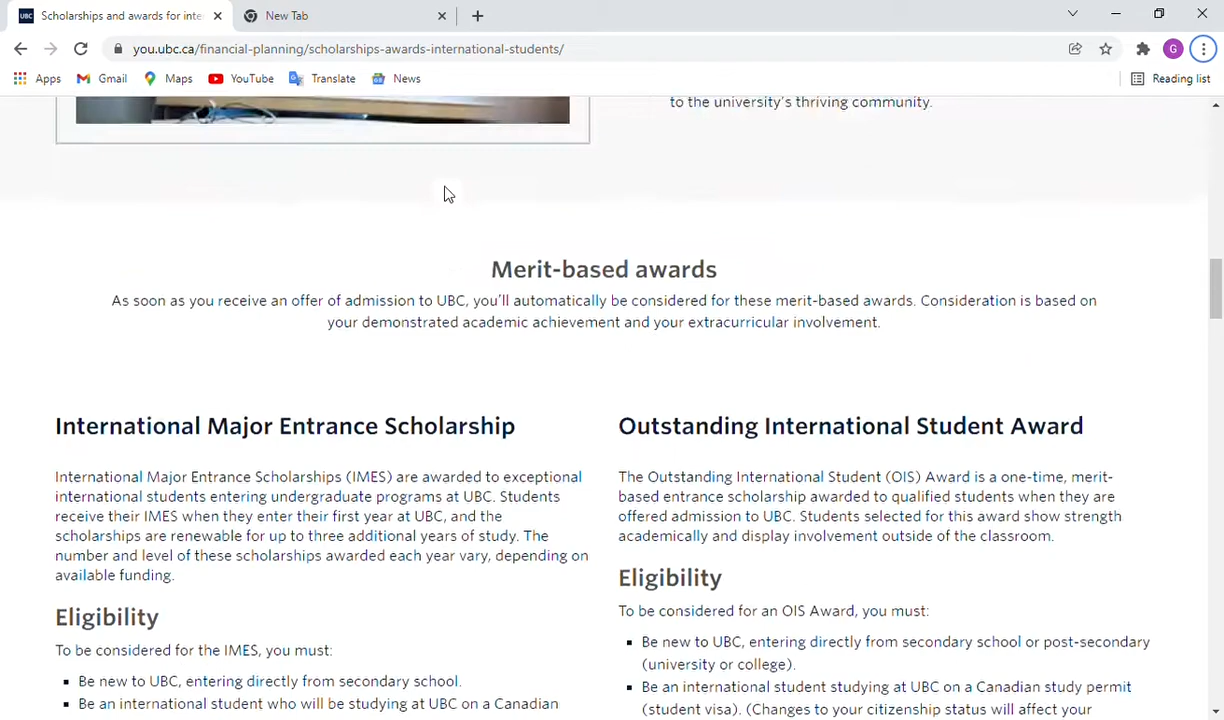 UBC Scholarships and awards for inte
New Tab
you.ubc.ca/financial-planning/scholarships-awards-international-students/
G
Apps Gmail Maps YouTube Translate News Reading list
to the university's thriving community.
Merit-based awards
As soon as you receive an offer of admission to UBC, you'll automatically be considered for these merit-based awards. Consideration is based on
your demonstrated academic achievement and your extracurricular involvement.
International Major Entrance Scholarship
International Major Entrance Scholarships (IMES) are awarded to exceptional
international students entering undergraduate programs at UBC. Students
receive their IMES when they enter their first year at UBC, and the
scholarships are renewable for up to three additional years of study. The
number and level of these scholarships awarded each year vary, depending on
available funding.
Eligibility
To be considered for the IMES, you must:
▪ Be new to UBC, entering directly from secondary school.
▪ Be an international student who will be studying at UBC on a Canadian
Outstanding International Student Award
The Outstanding International Student (OIS) Award is a one-time, merit-
based entrance scholarship awarded to qualified students when they are
offered admission to UBC. Students selected for this award show strength
academically and display involvement outside of the classroom.
Eligibility
To be considered for an OIS Award, you must:
▪ Be new to UBC, entering directly from secondary school or post-secondary
(university or college).
▪ Be an international student studying at UBC on a Canadian study permit
(student visa). (Changes to your citizenship status will affect your